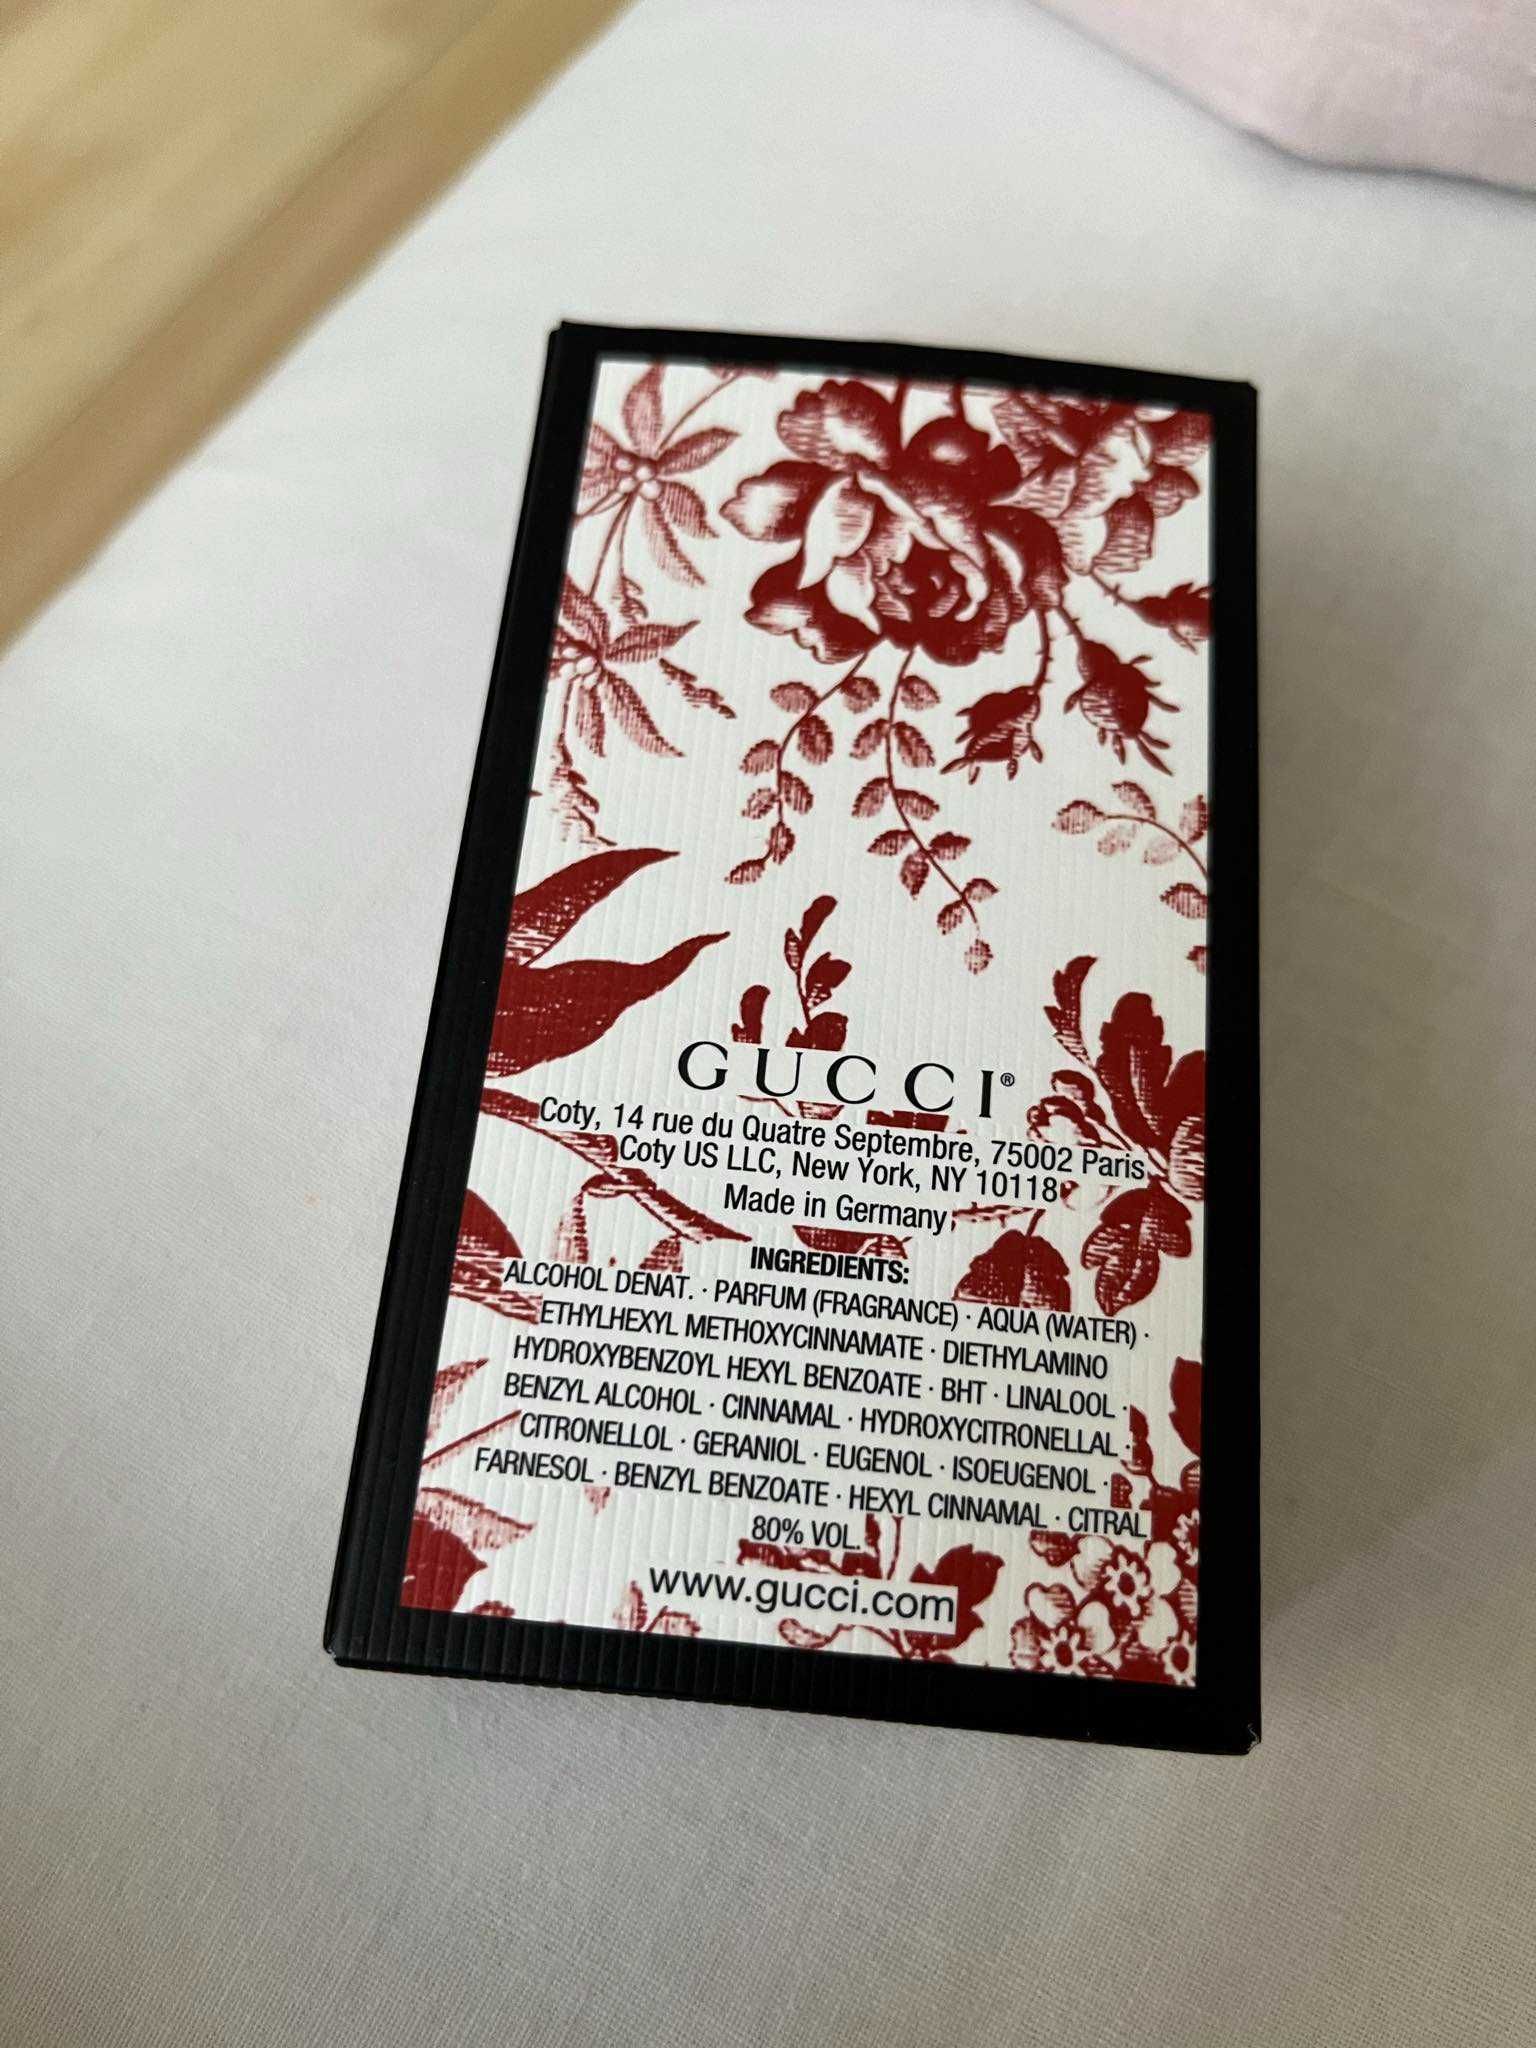 GUCCI®
Coty, 14 rue du Quatre Septembre, 75002 Paris
Coty US LLC, New York, NY 10118
Made in Germany
INGREDIENTS:
ALCOHOL DENAT. · PARFUM (FRAGRANCE) · AQUA (WATER) ·
ETHYLHEXYL METHOXYCINNAMATE · DIETHYLAMINO
HYDROXYBENZOYL HEXYL BENZOATE · BHT · LINALOOL ·
BENZYL ALCOHOL · CINNAMAL · HYDROXYCITRONELLAL ·
CITRONELLOL · GERANIOL · EUGENOL · ISOEUGENOL ·
FARNESOL · BENZYL BENZOATE · HEXYL CINNAMAL · CITRAL
80% VOL.
www.gucci.com